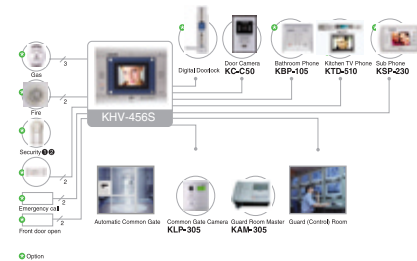 Gas
3
Fire
2
Security❶❷
2
Emergency call
2
Front door open
2
KHV-456S
Digital Doorlock
Door Camera
KC-C50
Bathroom Phone
KBP-105
Kitchen TV Phone
KTD-510
Sub Phone
KSP-230
Automatic Common Gate
Common Gate Camera
KLP-305
Guard Room Master
KAM-305
Guard (Control) Room
Option